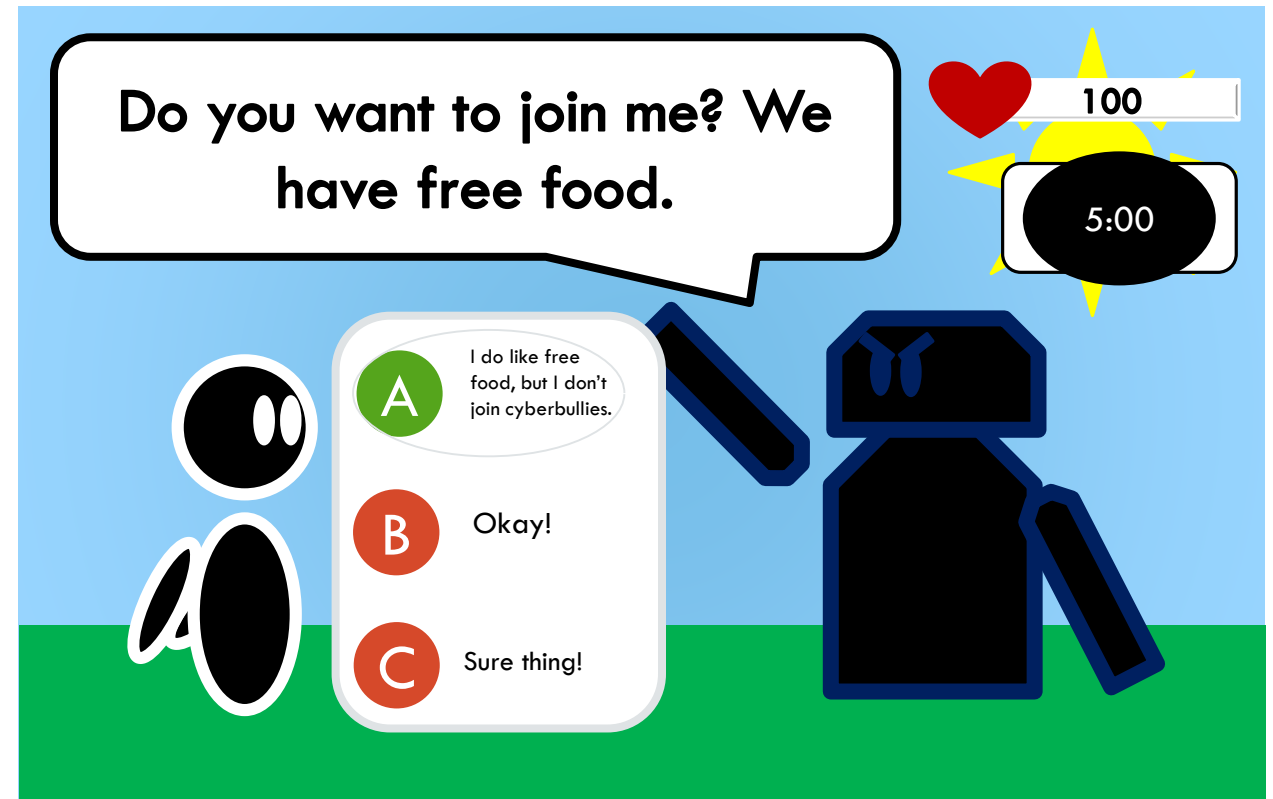 Do you want to join me? We
have free food.
100
5:00
A
I do like free
food, but I don't
join cyberbullies.
B
Okay!
C
Sure thing!